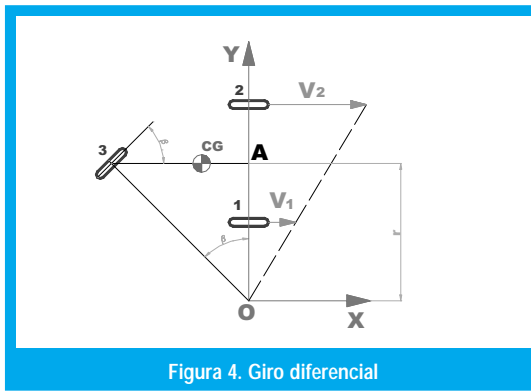 Y
2
V2
3
θ
CG
A
1
V1
β
r
O
X
Figura 4. Giro diferencial